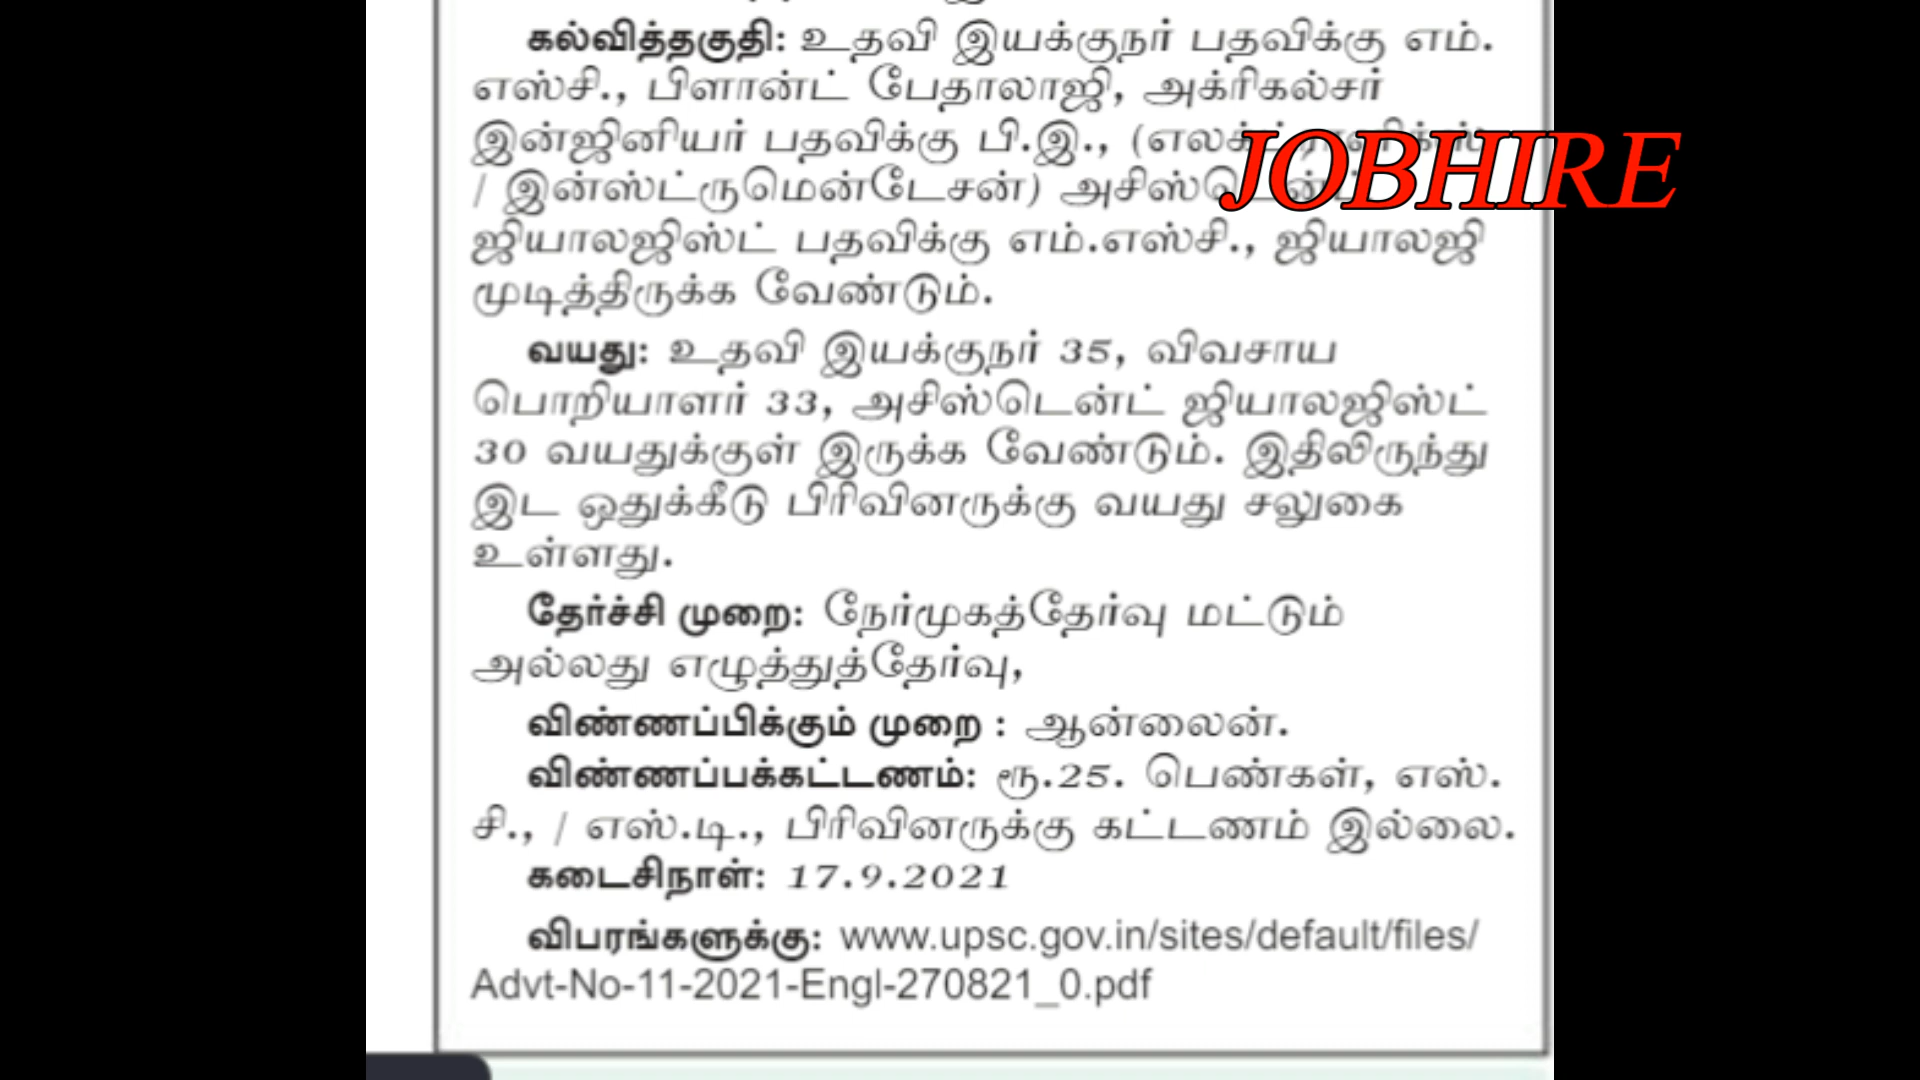 கல்வித்தகுதி: உதவி இயக்குநர் பதவிக்கு எம்.
எஸ்சி., பிளான்ட் பேதாலாஜி, அக்ரிகல்சர்
இன்ஜினியர் பதவிக்கு பி.இ.,
JOBHIRE
/ இன்ஸ்ட்ருமென்டேசன்) அசிஸ்டென்ட்
ஜியாலஜிஸ்ட் பதவிக்கு எம்.எஸ்சி., ஜியாலஜி
முடித்திருக்க வேண்டும்.
வயது: உதவி இயக்குநர் 35, விவசாய
பொறியாளர் 33, அசிஸ்டென்ட் ஜியாலஜிஸ்ட்
30 வயதுக்குள் இருக்க வேண்டும். இதிலிருந்து
இட ஒதுக்கீடு பிரிவினருக்கு வயது சலுகை
உள்ளது.
தேர்ச்சி முறை: நேர்முகத்தேர்வு மட்டும்
அல்லது எழுத்துத்தேர்வு,
விண்ணப்பிக்கும் முறை : ஆன்லைன்.
விண்ணப்பக்கட்டணம்: ரூ.25. பெண்கள், எஸ்.
சி., / எஸ்.டி., பிரிவினருக்கு கட்டணம் இல்லை.
கடைசிநாள்: 17.9.2021
விபரங்களுக்கு: www.upsc.gov.in/sites/default/files/
Advt-No-11-2021-Engl-270821_0.pdf